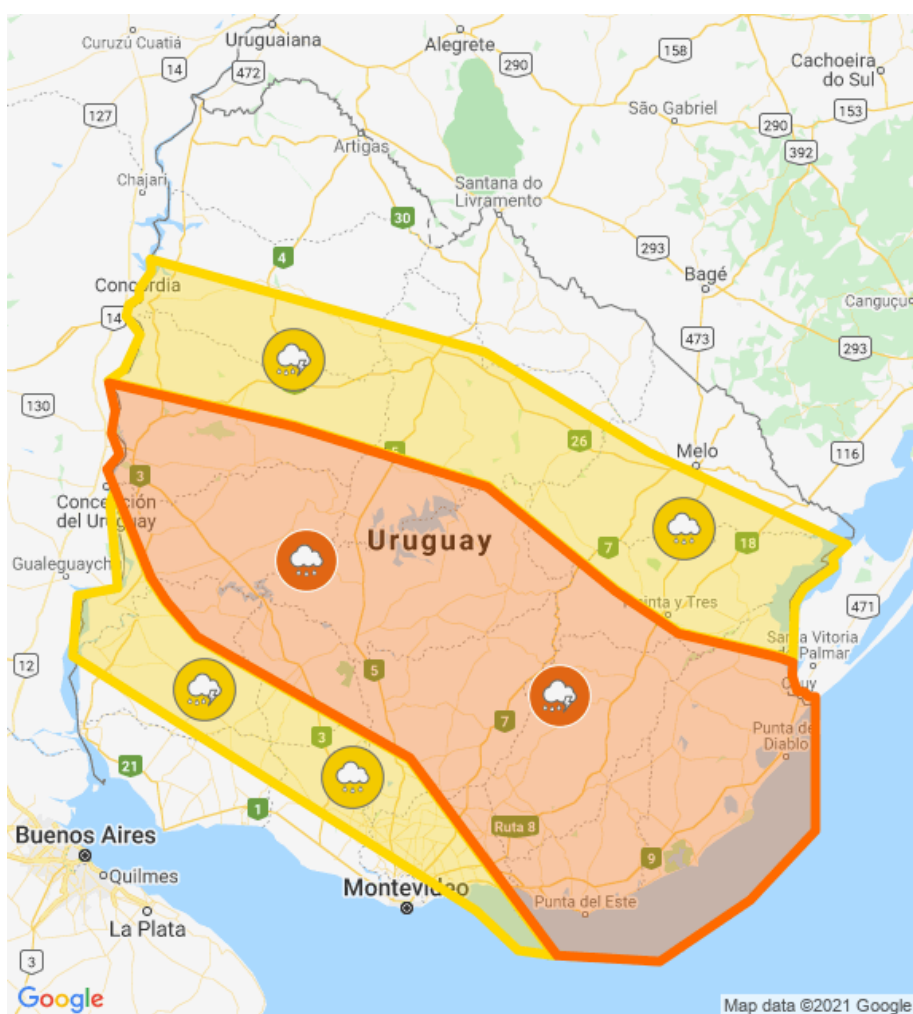 Curuzú Cuatiá
Uruguaiana
Alegrete
14
472
290
158
Cachoeira
do Sul
127
São Gabriel
153
290
Artigas
392
Chajarí
Santana do
Livramento
30
293
4
Bagé
Concordia
Canguçu
14
473
293
130
26
Melo
5
116
3
Concepción
del Uruguay
Uruguay
7
18
Gualeguaychú
Treinta y Tres
471
Santa Vitoria
do Palmar
12
5
Chuy
7
Punta del
Diablo
3
21
1
Ruta 8
Buenos Aires
9
Quilmes
Montevideo
Punta del Este
La Plata
3
Google
Map data ©2021 Google